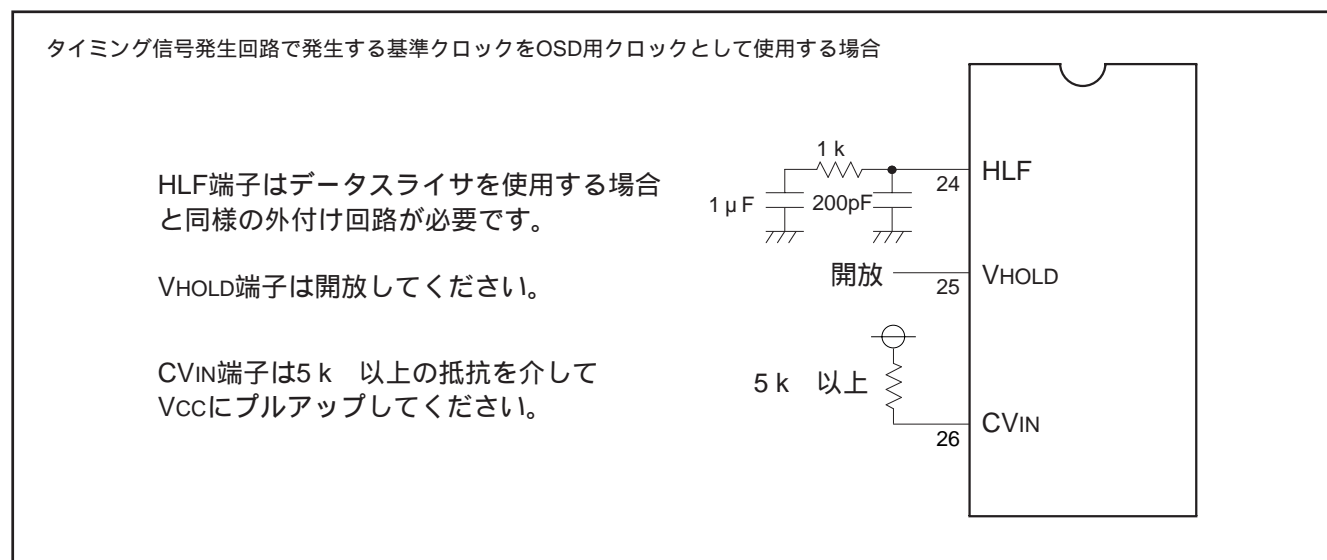 タイミング信号発生回路で発生する基準クロックをOSD用クロックとして使用する場合
HLF端子はデータスライサを使用する場合
と同様の外付け回路が必要です。
VHOLD端子は開放してください。
CVIN端子は5 k　以上の抵抗を介して
VCCにプルアップしてください。
1 k
1 μ F
200pF
24
HLF
開放
25
VHOLD
5 k　以上
26
CVIN